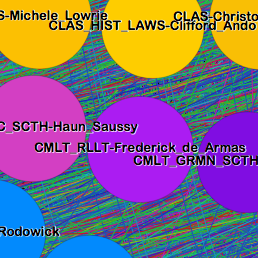 S-Michele_Lowrie
CLAS-Christo
CLAS_HIST_LAWS-Clifford_Ando
C_SCTH-Haun_Saussy
CMLT_RLLT-Frederick_de_Armas
CMLT_GRMN_SCTH
Rodowick